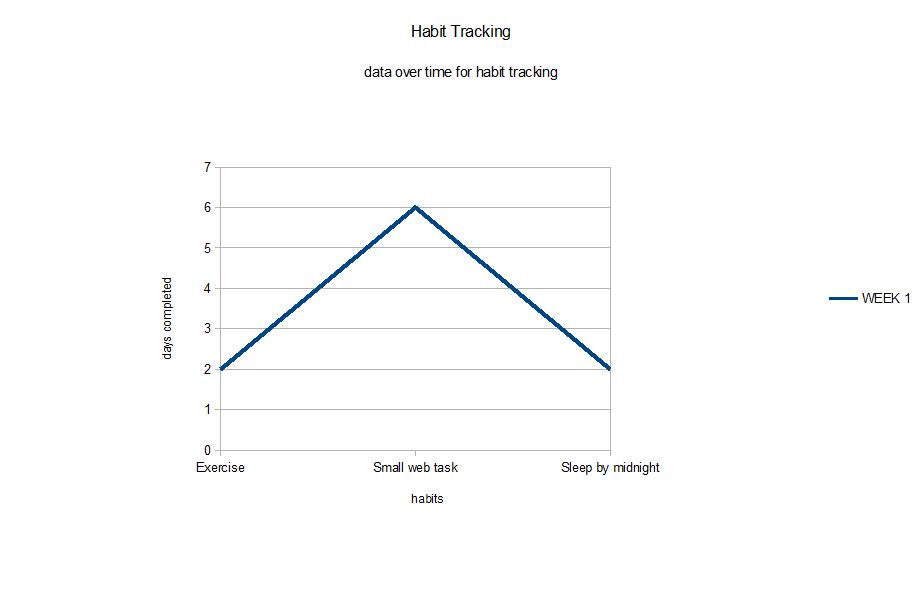 Habit Tracking
data over time for habit tracking
7
6
5
4
3
2
1
0
days completed
Exercise Small web task Sleep by midnight
habits
WEEK 1